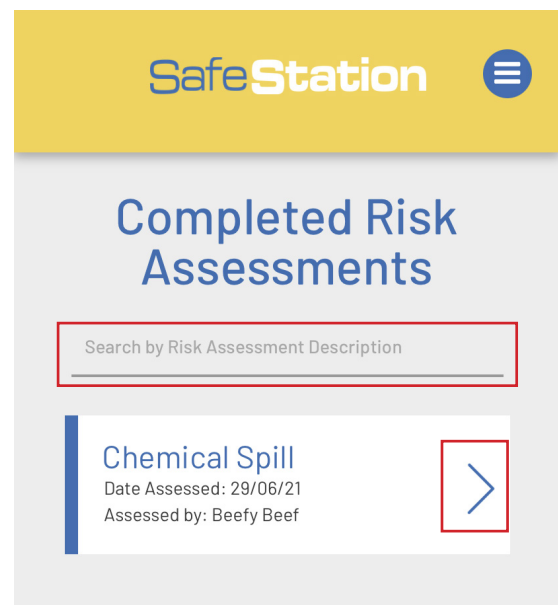 SafeStation
Completed Risk
Assessments
Search by Risk Assessment Description
Chemical Spill
Date Assessed: 29/06/21
Assessed by: Beefy Beef